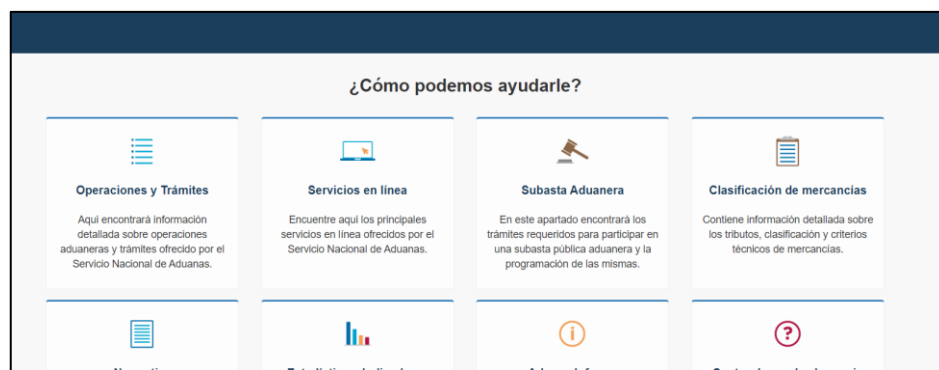 ¿Cómo podemos ayudarle?
Operaciones y Trámites
Aquí encontrará información
detallada sobre operaciones
aduaneras y trámites ofrecido por el
Servicio Nacional de Aduanas.
Servicios en línea
Encuentre aquí los principales
servicios en línea ofrecidos por el
Servicio Nacional de Aduanas.
Subasta Aduanera
En este apartado encontrará los
trámites requeridos para participar en
una subasta pública aduanera y la
programación de las mismas.
Clasificación de mercancías
Contiene información detallada sobre
los tributos, clasificación y criterios
técnicos de mercancías.